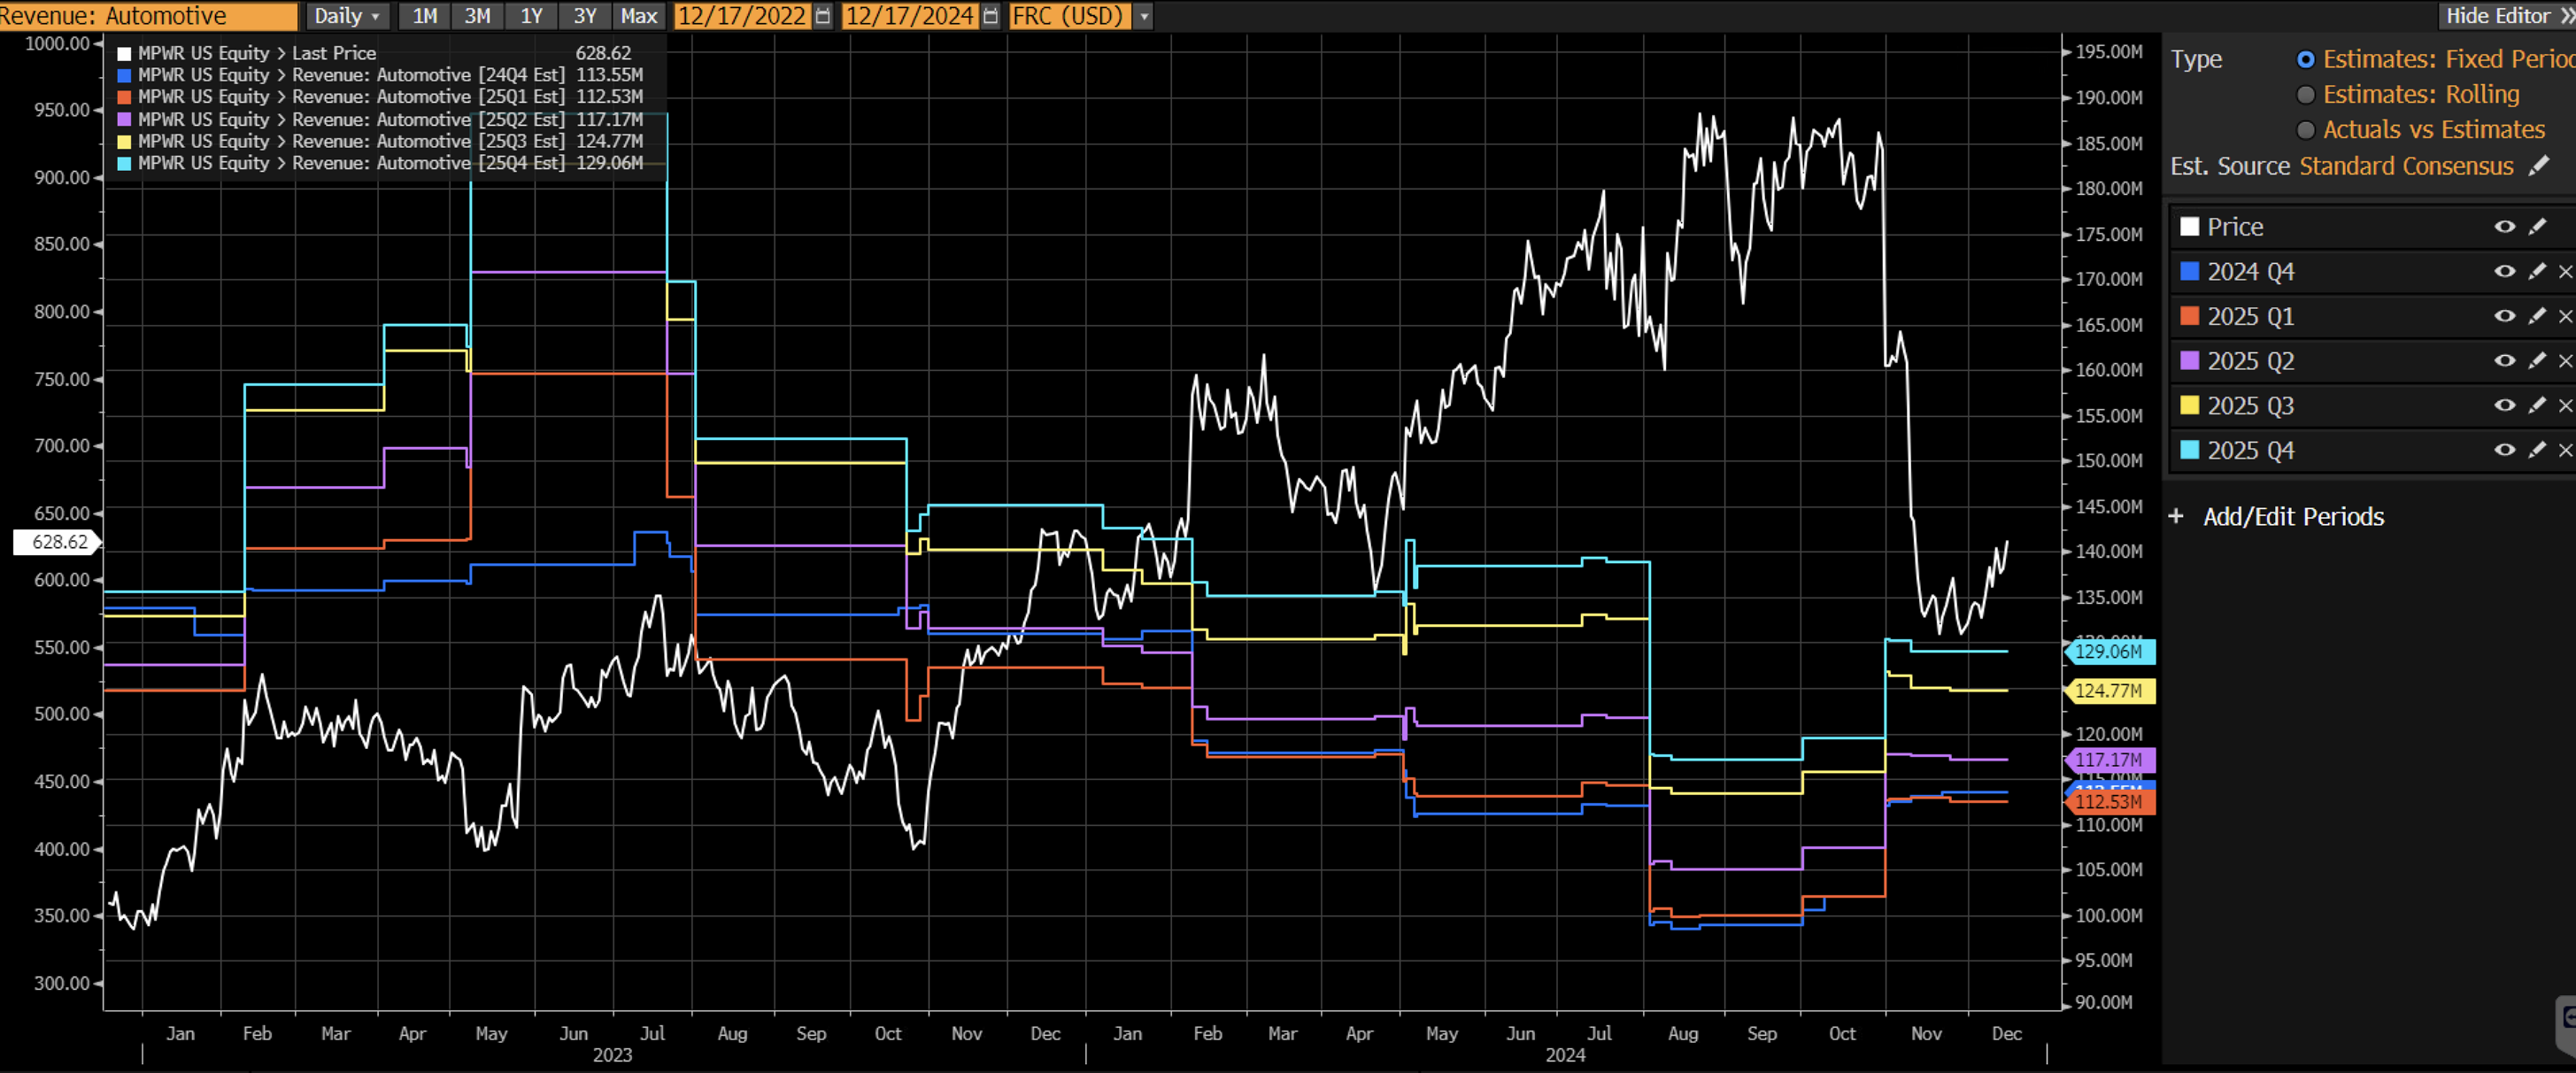 Revenue: Automotive Daily 1M 3M 1Y 3Y Max 12/17/2022 12/17/2024 FRC (USD) Hide Editor
MPWR US Equity > Last Price 628.62
MPWR US Equity > Revenue: Automotive [24Q4 Est] 113.55M
MPWR US Equity > Revenue: Automotive [25Q1 Est] 112.53M
MPWR US Equity > Revenue: Automotive [25Q2 Est] 117.17M
MPWR US Equity > Revenue: Automotive [25Q3 Est] 124.77M
MPWR US Equity > Revenue: Automotive [25Q4 Est] 129.06M
1000.00
950.00
900.00
850.00
800.00
750.00
700.00
650.00
628.62
600.00
550.00
500.00
450.00
400.00
350.00
300.00
195.00M
190.00M
185.00M
180.00M
175.00M
170.00M
165.00M
160.00M
155.00M
150.00M
145.00M
140.00M
135.00M
129.06M
124.77M
120.00M
117.17M
112.53M
110.00M
105.00M
100.00M
95.00M
90.00M
Jan Feb Mar Apr May Jun Jul Aug Sep Oct Nov Dec Jan Feb Mar Apr May Jun Jul Aug Sep Oct Nov Dec
2023 2024
Type Estimates: Fixed
Estimates: Rolling
Actuals vs Estimates
Est. Source Standard Consensus
Price
2024 Q4
2025 Q1
2025 Q2
2025 Q3
2025 Q4
+ Add/Edit Periods